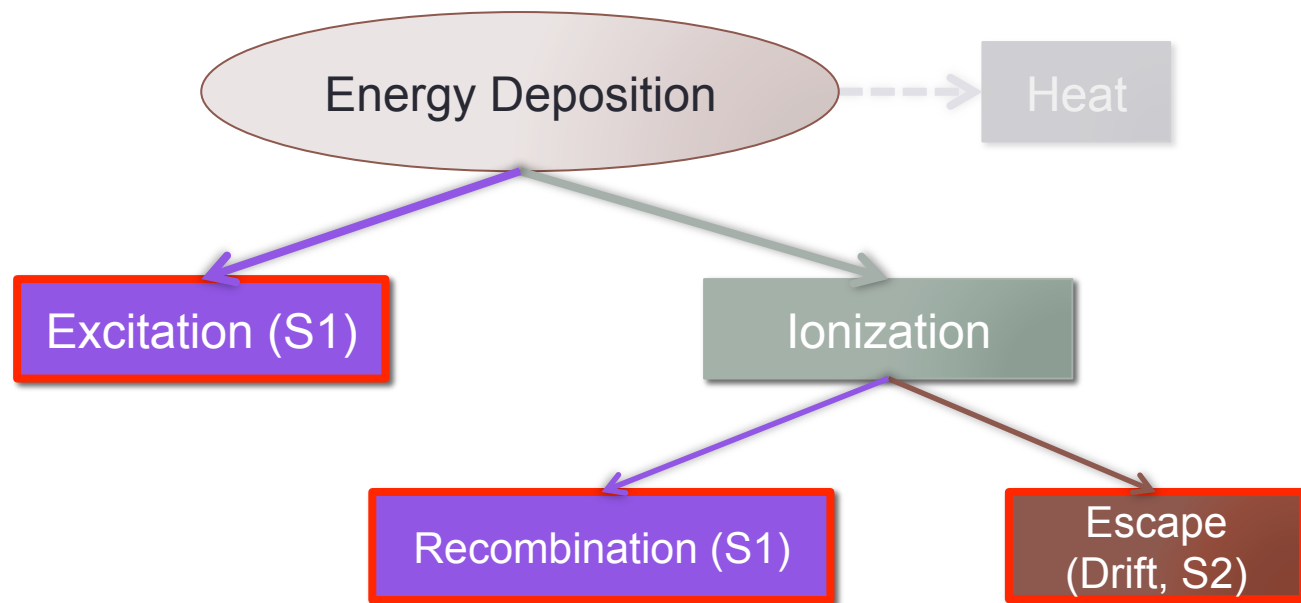 Energy Deposition
Heat
Excitation (S1)
Ionization
Recombination (S1)
Escape
(Drift, S2)